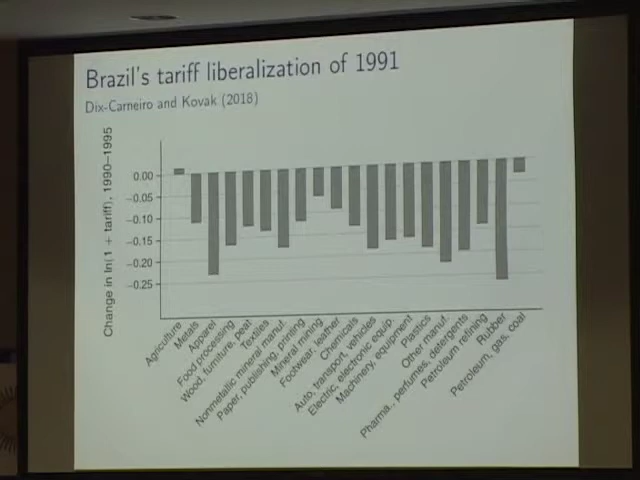 Brazil's tariff liberalization of 1991
Dix-Carneiro and Kovak (2018)
Change in ln(1 + tariff), 1990–1995
0.00
−0.05
−0.10
−0.15
−0.20
−0.25
Agriculture
Metals
Apparel
Food processing
Wood, furniture, peat
Textiles
Nonmetallic mineral manuf.
Paper, publishing, printing
Mineral mining
Footwear, leather
Chemicals
Auto, transport, vehicles
Electric, electronic equip.
Machinery, equipment
Plastics
Other manuf.
Pharma., perfumes, detergents
Petroleum refining
Rubber
Petroleum, gas, coal